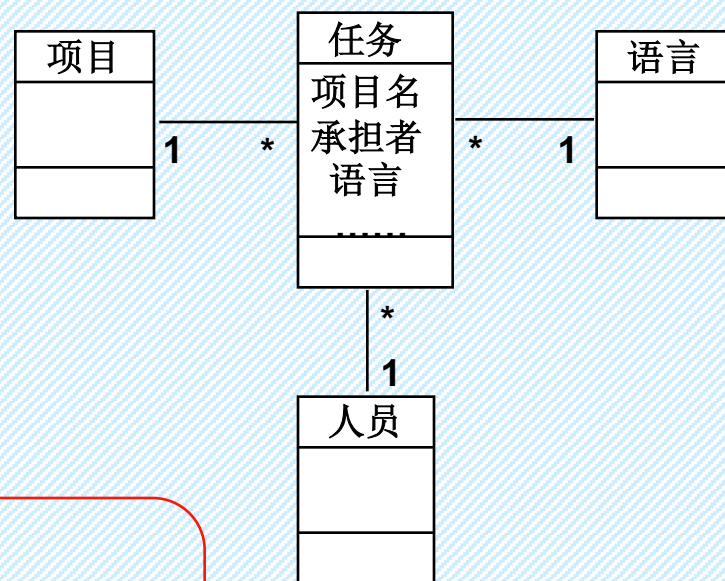 项目
任务
项目名
承担者
语言
......
语言
1
*
*
1
*
1
人员